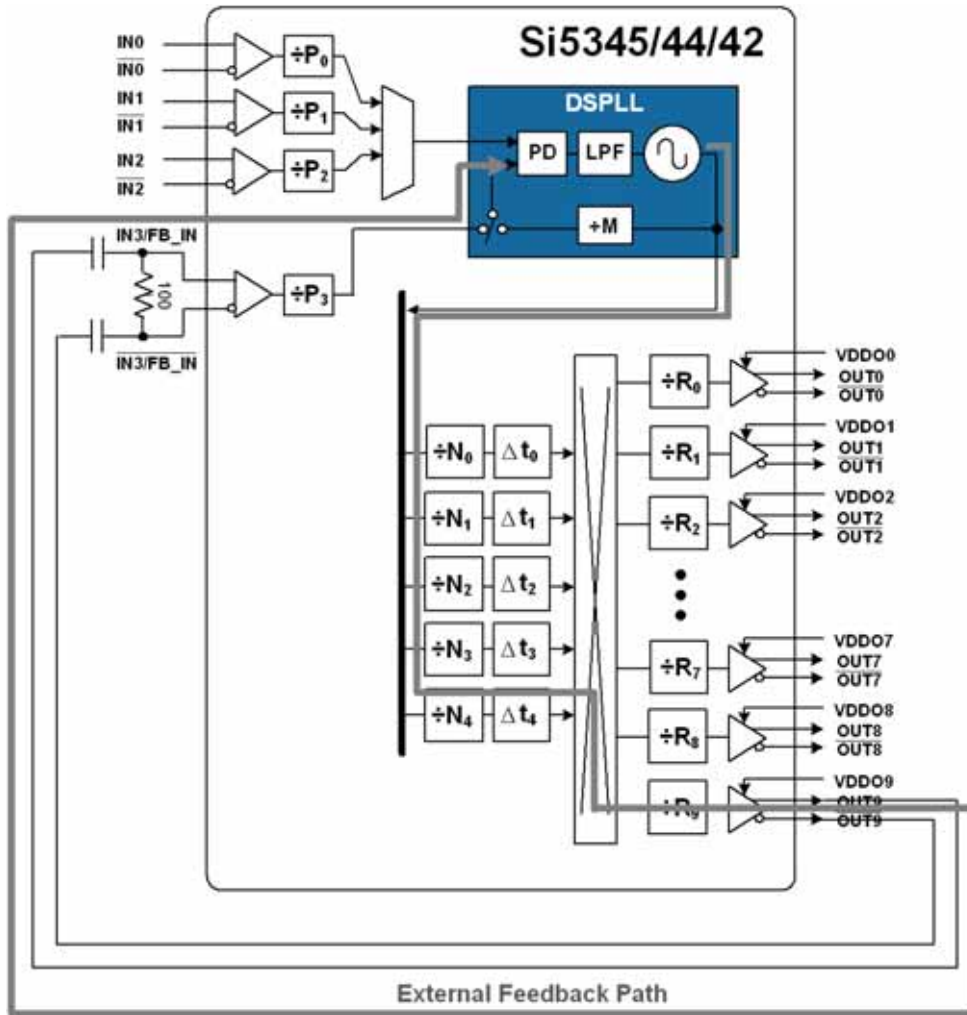 Si5345/44/42
IN0
IN0
÷P0
IN1
IN1
÷P1
IN2
IN2
÷P2
DSPLL
PD
LPF
÷M
IN3/FB_IN
100
÷P3
IN3/FB_IN
÷R0
VDDO0
OUT0
OUT0
÷N0
Δt0
÷R1
VDDO1
OUT1
OUT1
÷N1
Δt1
÷R2
VDDO2
OUT2
OUT2
÷N2
Δt2
÷N3
Δt3
÷R7
VDDO7
OUT7
OUT7
÷N4
Δt4
÷R8
VDDO8
OUT8
OUT8
÷R9
VDDO9
OUT9
OUT9
External Feedback Path